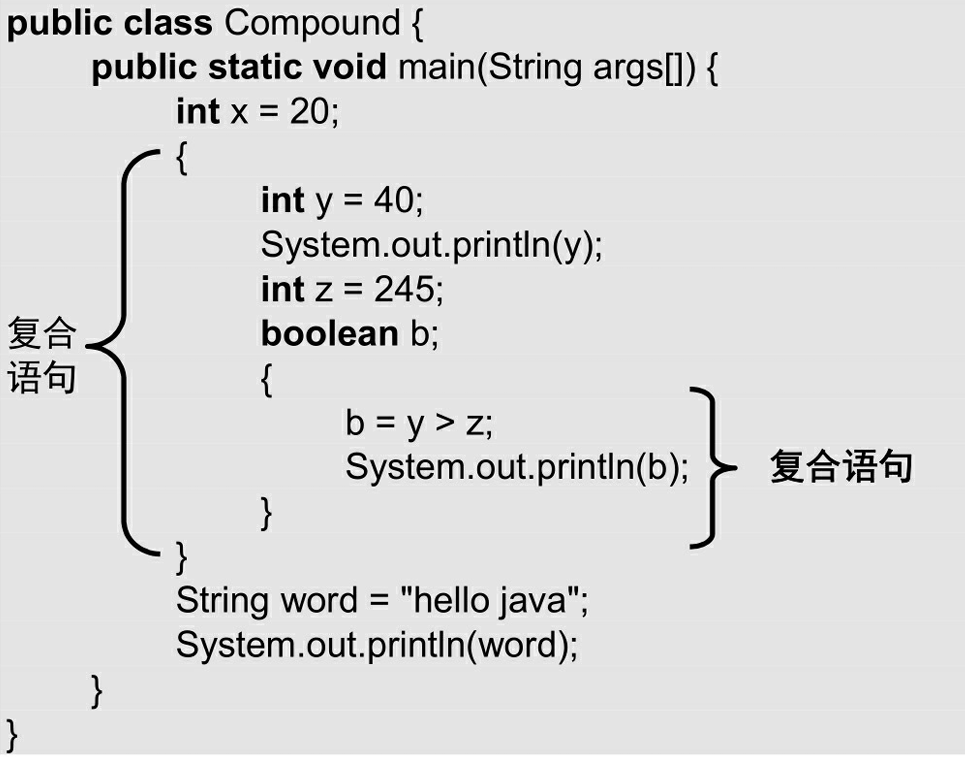 public class Compound {
public static void main(String args[]) {
int x = 20;
{
int y = 40;
System.out.println(y);
int z = 245;
boolean b;
{
b = y > z;
System.out.println(b);
}
}
String word = "hello java";
System.out.println(word);
}
}
复合
语句
复合语句